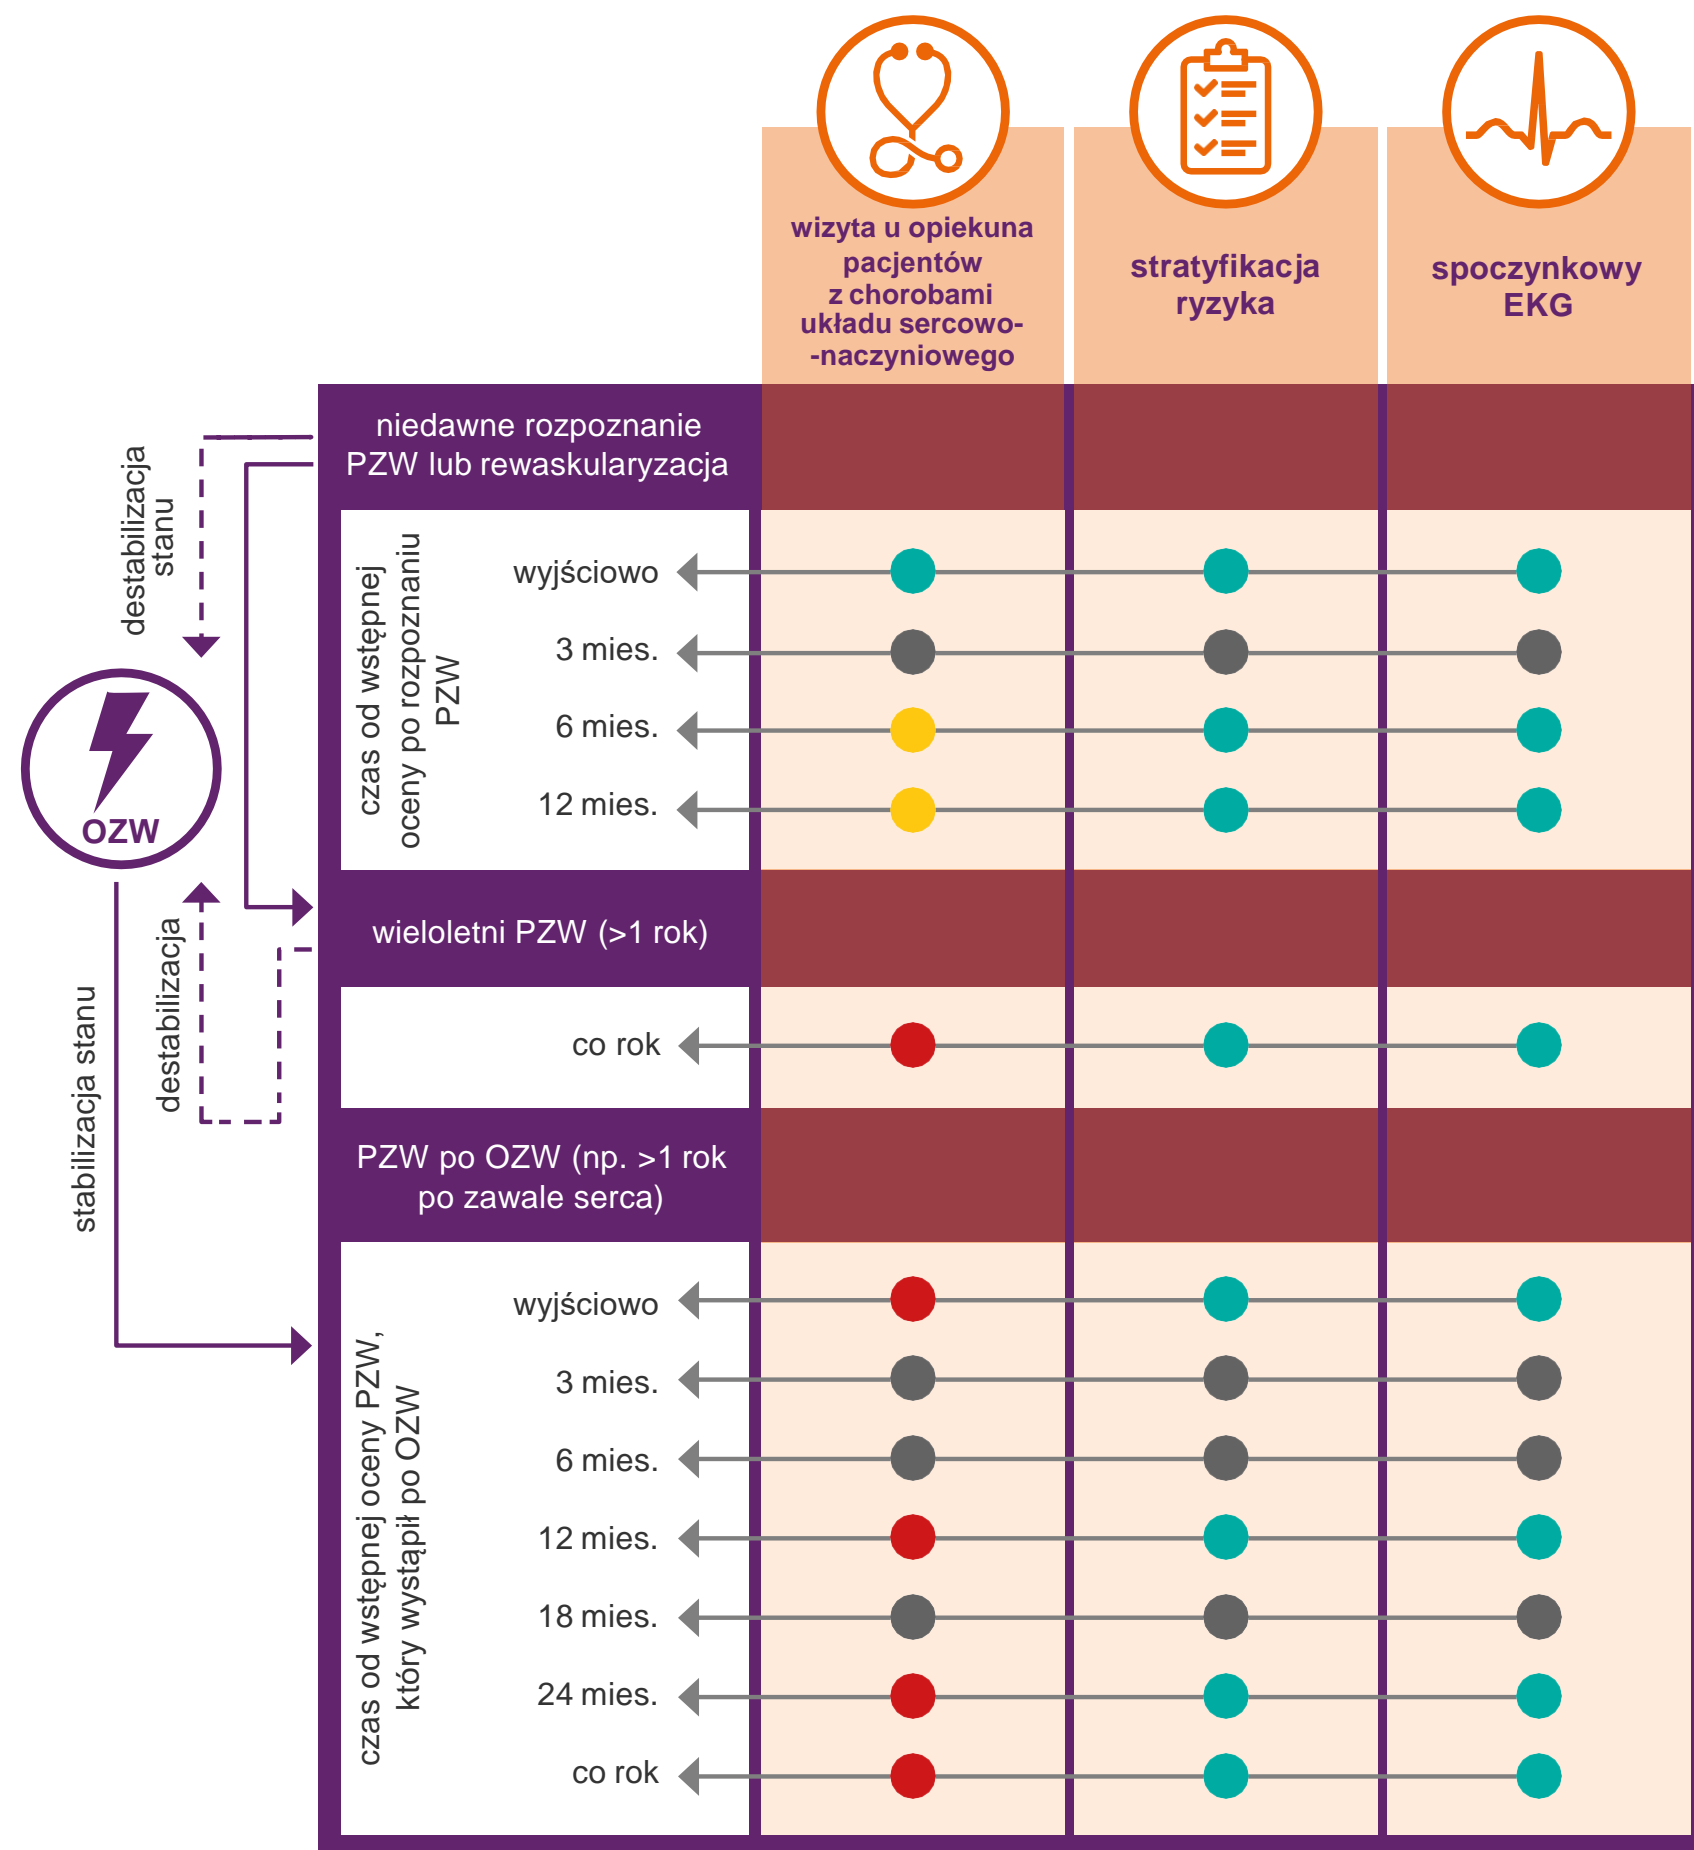 wizyta u opiekuna
pacjentów
z chorobami
układu sercowo-
-naczyniowego
stratyfikacja
ryzyka
spoczynkowy
EKG
niedawne rozpoznanie
PZW lub rewaskularyzacja
destabilizacja
stanu
czas od wstępnej
oceny po rozpoznaniu
PZW
wyjściowo
3 mies.
6 mies.
12 mies.
OZW
wieloletni PZW (>1 rok)
destabilizacja
stabilizacja stanu
co rok
PZW po OZW (np. >1 rok
po zawale serca)
czas od wstępnej oceny PZW,
który wystąpił po OZW
wyjściowo
3 mies.
6 mies.
12 mies.
18 mies.
24 mies.
co rok